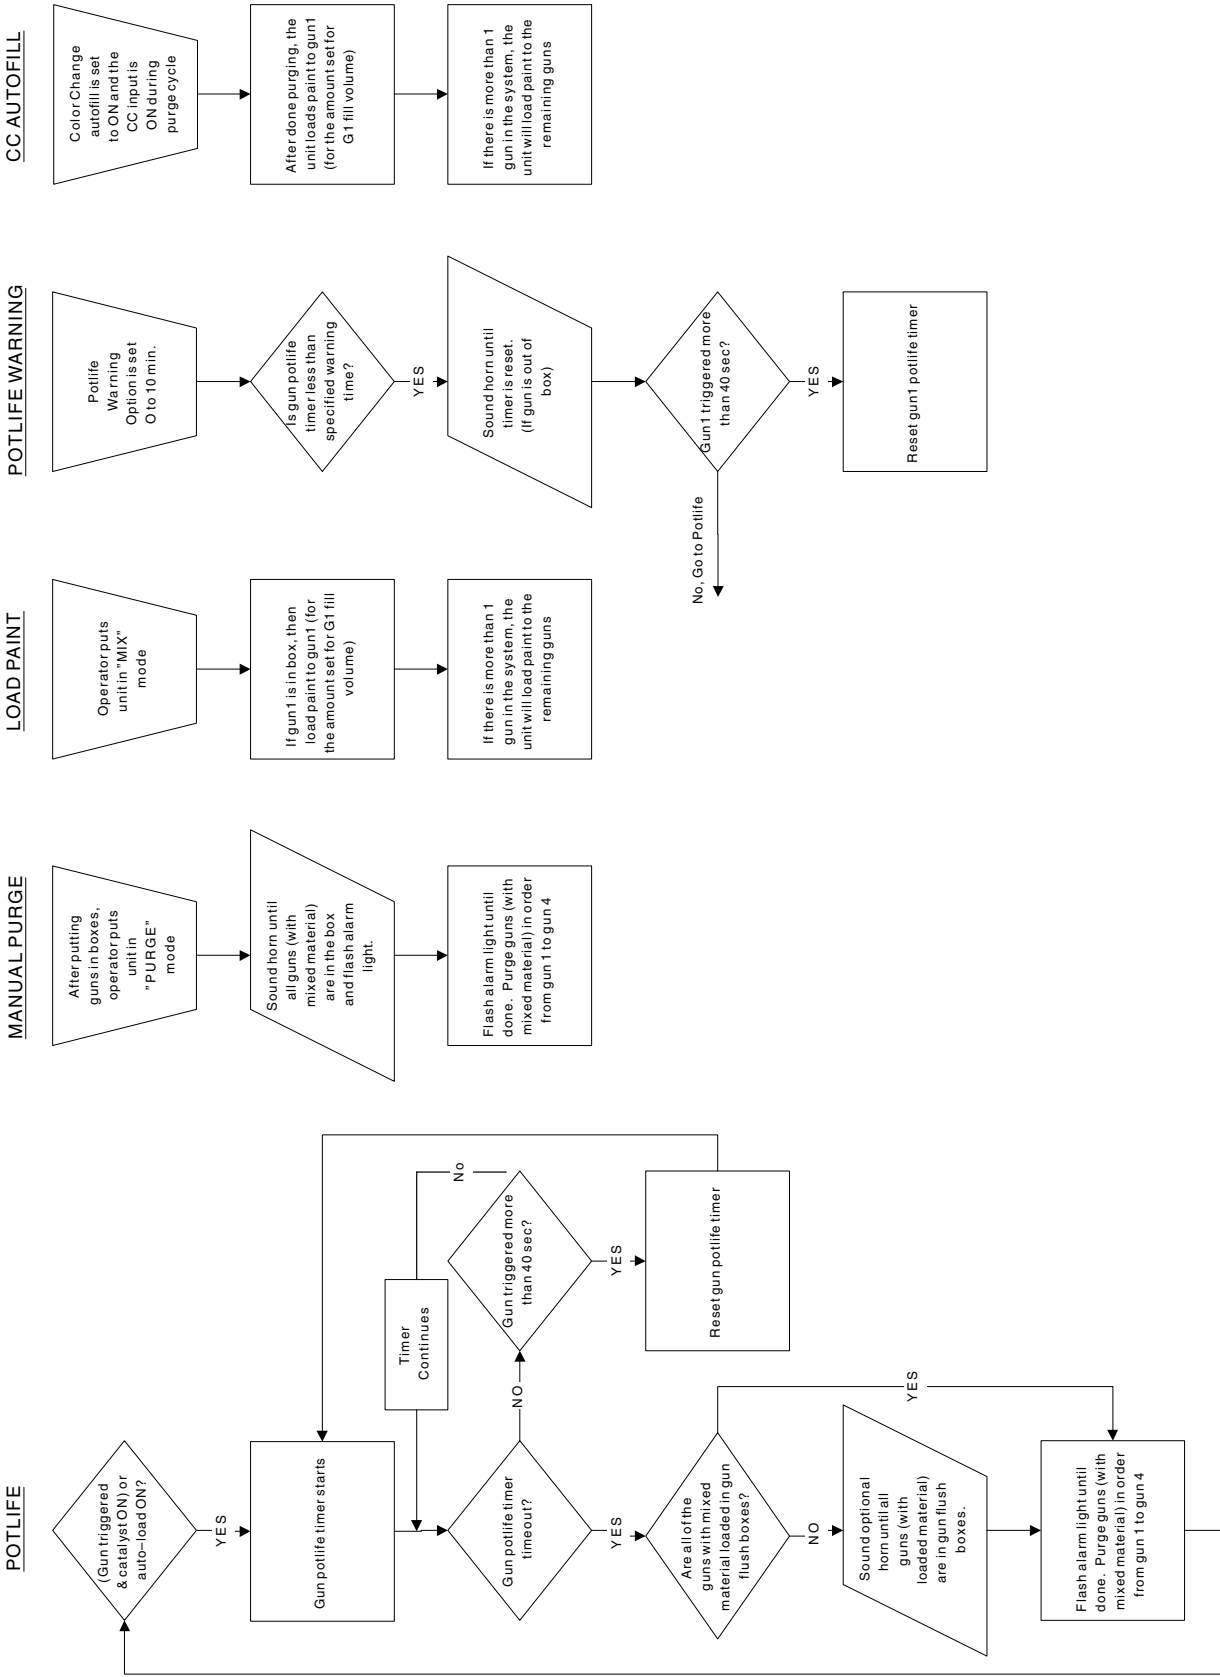 POTLIFE
(Gun triggered
& catalyst ON) or
auto–load ON?
YES
Gun potlife timer starts
Timer
Continues
Gun potlife timer
timeout?
NO
Gun triggered more
than 40 sec?
No
YES
Reset gun potlife timer
YES
Are all of the
guns with mixed
material loaded in gun
flush boxes?
YES
NO
Sound optional
horn until all
guns (with
loaded material)
are in gun flush
boxes.
Flash alarm light until
done. Purge guns (with
mixed material) in order
from gun 1 to gun 4
MANUAL PURGE
After putting
guns in boxes,
operator puts
unit in
"PURGE"
mode
Sound horn until
all guns (with
mixed material)
are in the box
and flash alarm
light.
Flash alarm light until
done. Purge guns (with
mixed material) in order
from gun 1 to gun 4
LOAD PAINT
Operator puts
unit in "MIX"
mode
If gun1 is in box, then
load paint to gun1 (for
the amount set for G1 fill
volume)
If there is more than 1
gun in the system, the
unit will load paint to the
remaining guns
POTLIFE WARNING
Potlife
Warning
Option is set
O to 10 min.
Is gun potlife
timer less than
specified warning
time?
YES
Sound horn until
timer is reset.
(If gun is out of
box)
Gun1 triggered more
than 40 sec?
No, Go to Potlife
YES
Reset gun1 potlife timer
CC AUTOFILL
Color Change
autofill is set
to ON and the
CC input is
ON during
purge cycle
After done purging, the
unit loads paint to gun1
(for the amount set for
G1 fill volume)
If there is more than 1
gun in the system, the
unit will load paint to the
remaining guns